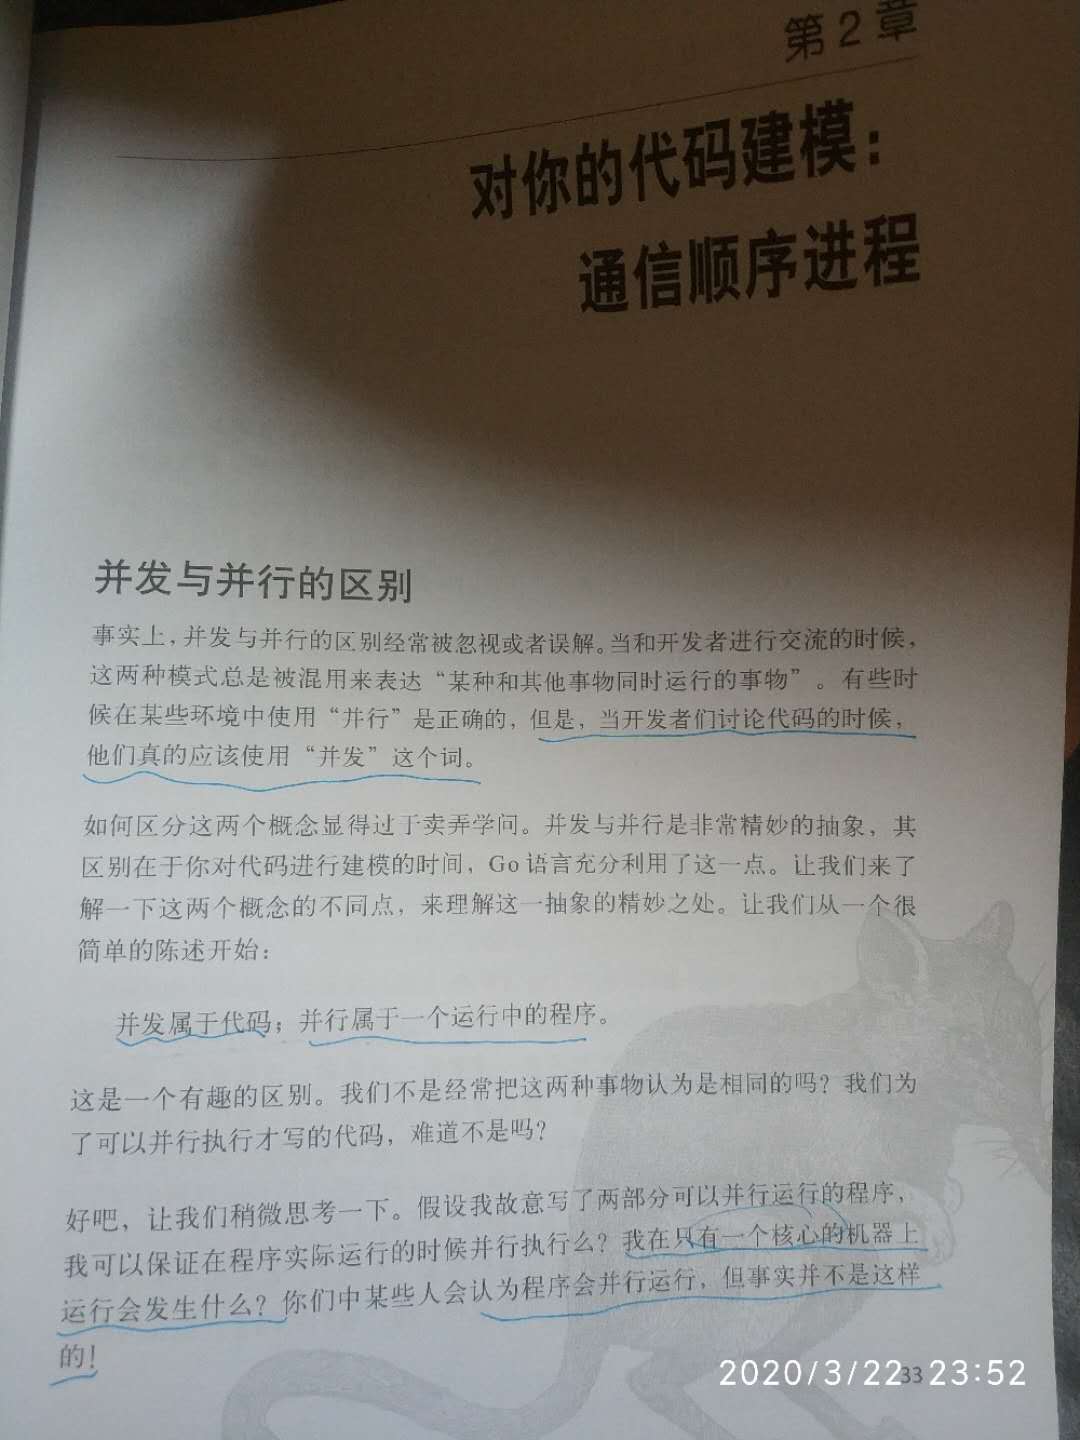 第2章
对你的代码建模：
通信顺序进程
并发与并行的区别
事实上，并发与并行的区别经常被忽视或者误解。当和开发者进行交流的时候，
这两种模式总是被混用来表达“某种和其他事物同时运行的事物”。有些时
候在某些环境中使用“并行”是正确的，但是，当开发者们讨论代码的时候，
他们真的应该使用“并发”这个词。
如何区分这两个概念显得过于卖弄学问。并发与并行是非常精妙的抽象，其
区别在于你对代码进行建模的时间，Go 语言充分利用了这一点。让我们来了
解一下这两个概念的不同点，来理解这一抽象的精妙之处。让我们从一个很
简单的陈述开始：
并发属于代码；并行属于一个运行中的程序。
这是一个有趣的区别。我们不是经常把这两种事物认为是相同的吗？我们为
了可以并行执行才写的代码，难道不是吗？
好吧，让我们稍微思考一下。假设我故意写了两部分可以并行运行的程序，
我可以保证在程序实际运行的时候并行执行么？我在只有一个核心的机器上
运行会发生什么？你们中某些人会认为程序会并行运行，但事实并不是这样
的！
33
2020/3/22 23:52